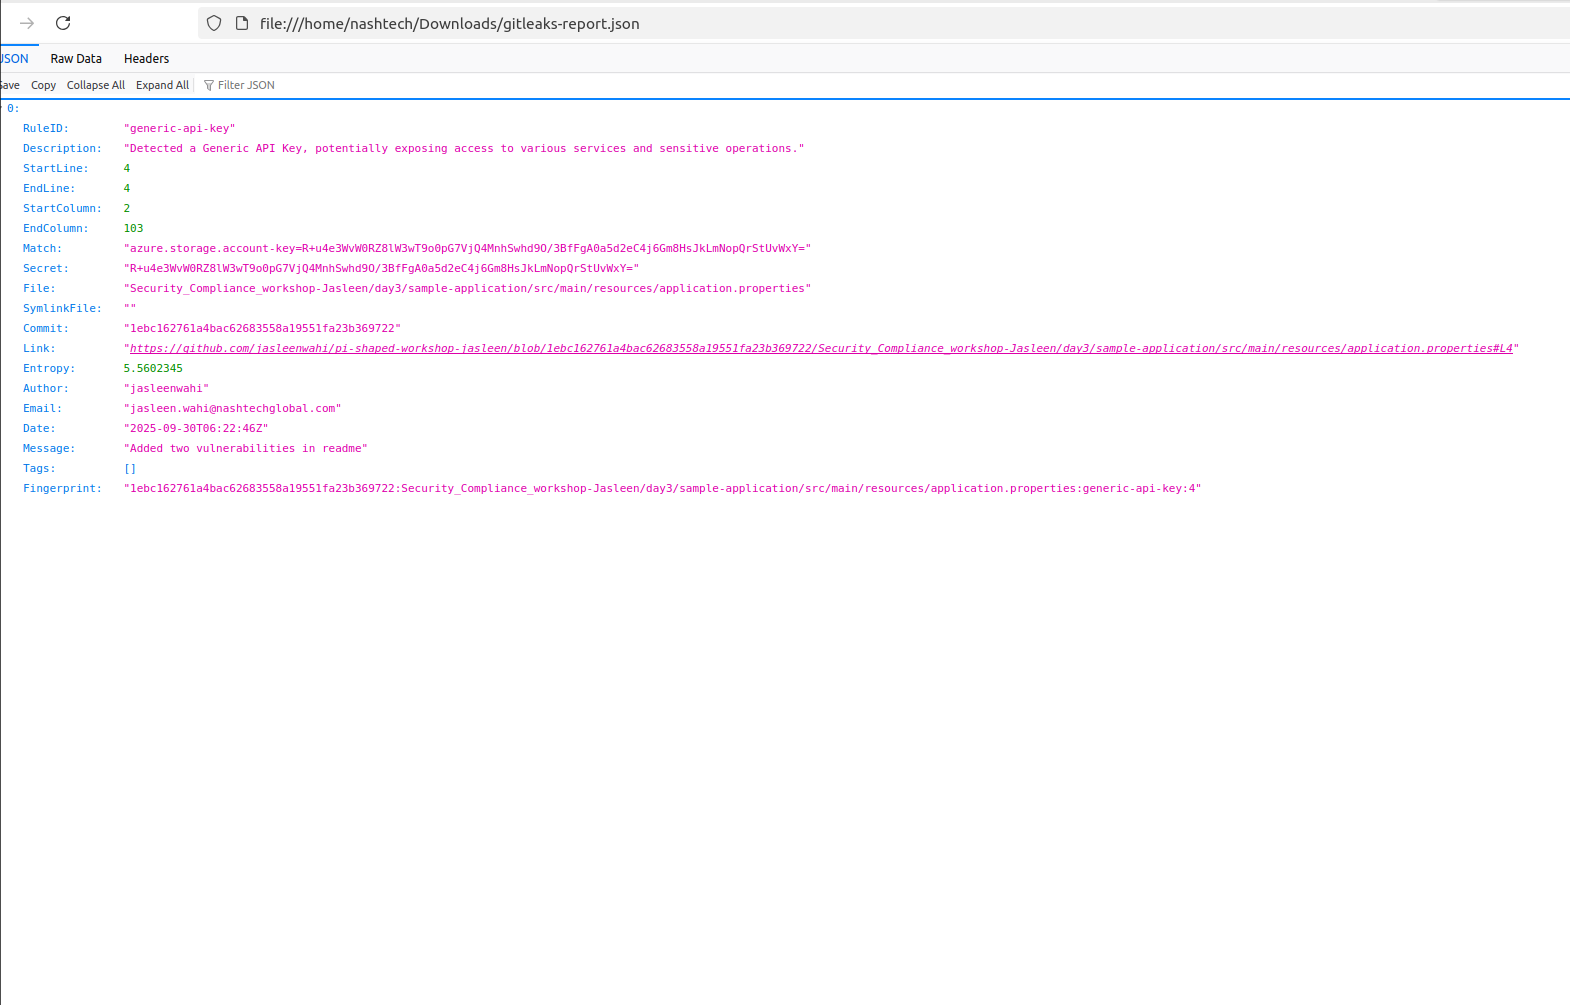 file:///home/nashtech/Downloads/gitleaks-report.json
JSON Raw Data Headers
Save Copy Collapse All Expand All Filter JSON
0:
RuleID: "generic-api-key"
Description: "Detected a Generic API Key, potentially exposing access to various services and sensitive operations."
StartLine: 4
EndLine: 4
StartColumn: 2
EndColumn: 103
Match: "azure.storage.account-key=R+u4e3WvW0RZ8lW3wT9o0pG7VjQ4MnhSwhd9O/3BfFgA0a5d2eC4j6Gm8HsJkLmNopQrStUvWxY="
Secret: "R+u4e3WvW0RZ8lW3wT9o0pG7VjQ4MnhSwhd9O/3BfFgA0a5d2eC4j6Gm8HsJkLmNopQrStUvWxY="
File: "Security_Compliance_workshop-Jasleen/day3/sample-application/src/main/resources/application.properties"
SymlinkFile: ""
Commit: "1ebc162761a4bac62683558a19551fa23b369722"
Link: "https://github.com/jasleenwahi/pi-shaped-workshop-jasleen/blob/1ebc162761a4bac62683558a19551fa23b369722/Security_Compliance_workshop-Jasleen/day3/sample-application/src/main/resources/application.properties#L4"
Entropy: 5.5602345
Author: "jasleenwahi"
Email: "jasleen.wahi@nashtechglobal.com"
Date: "2025-09-30T06:22:46Z"
Message: "Added two vulnerabilities in readme"
Tags: []
Fingerprint: "1ebc162761a4bac62683558a19551fa23b369722:Security_Compliance_workshop-Jasleen/day3/sample-application/src/main/resources/application.properties:generic-api-key:4"